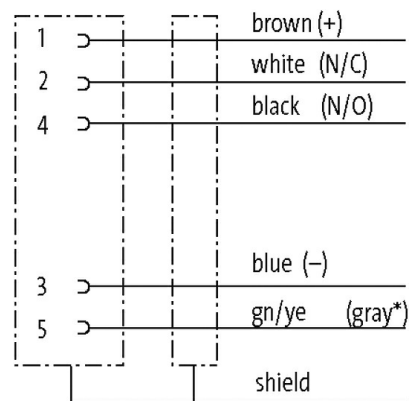 1 brown (+)
2 white (N/C)
4 black (N/O)
3 blue (–)
5 gn/ye (gray*)
shield